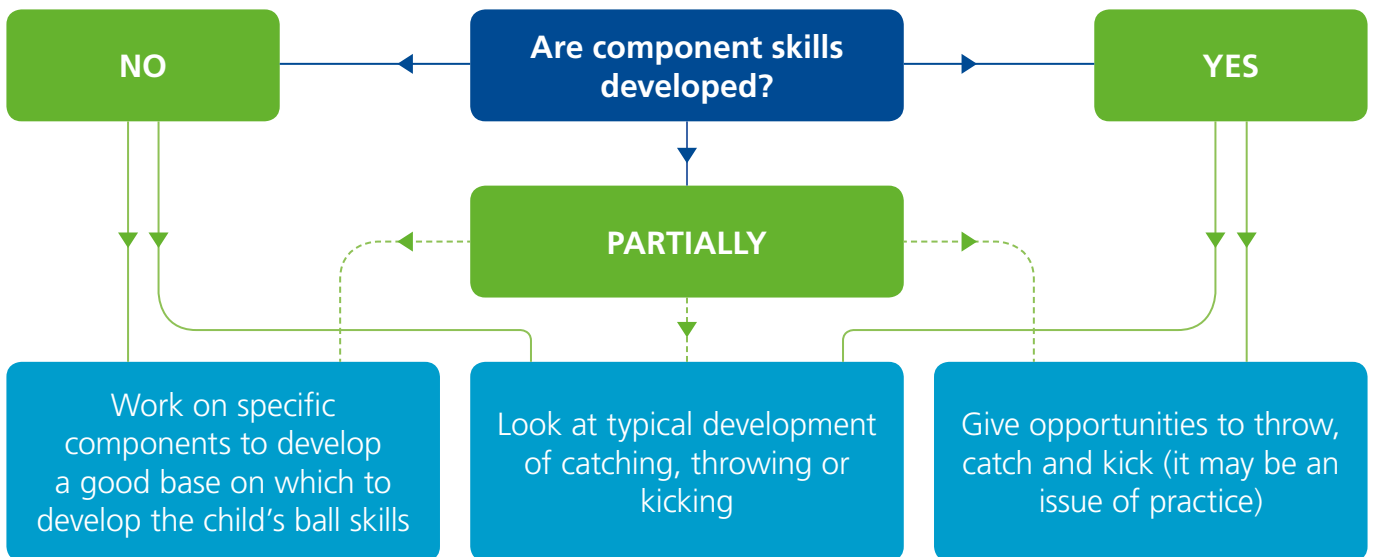 NO
Are component skills
developed?
YES
PARTIALLY
Work on specific
components to develop
a good base on which to
develop the child’s ball skills
Look at typical development
of catching, throwing or
kicking
Give opportunities to throw,
catch and kick (it may be an
issue of practice)